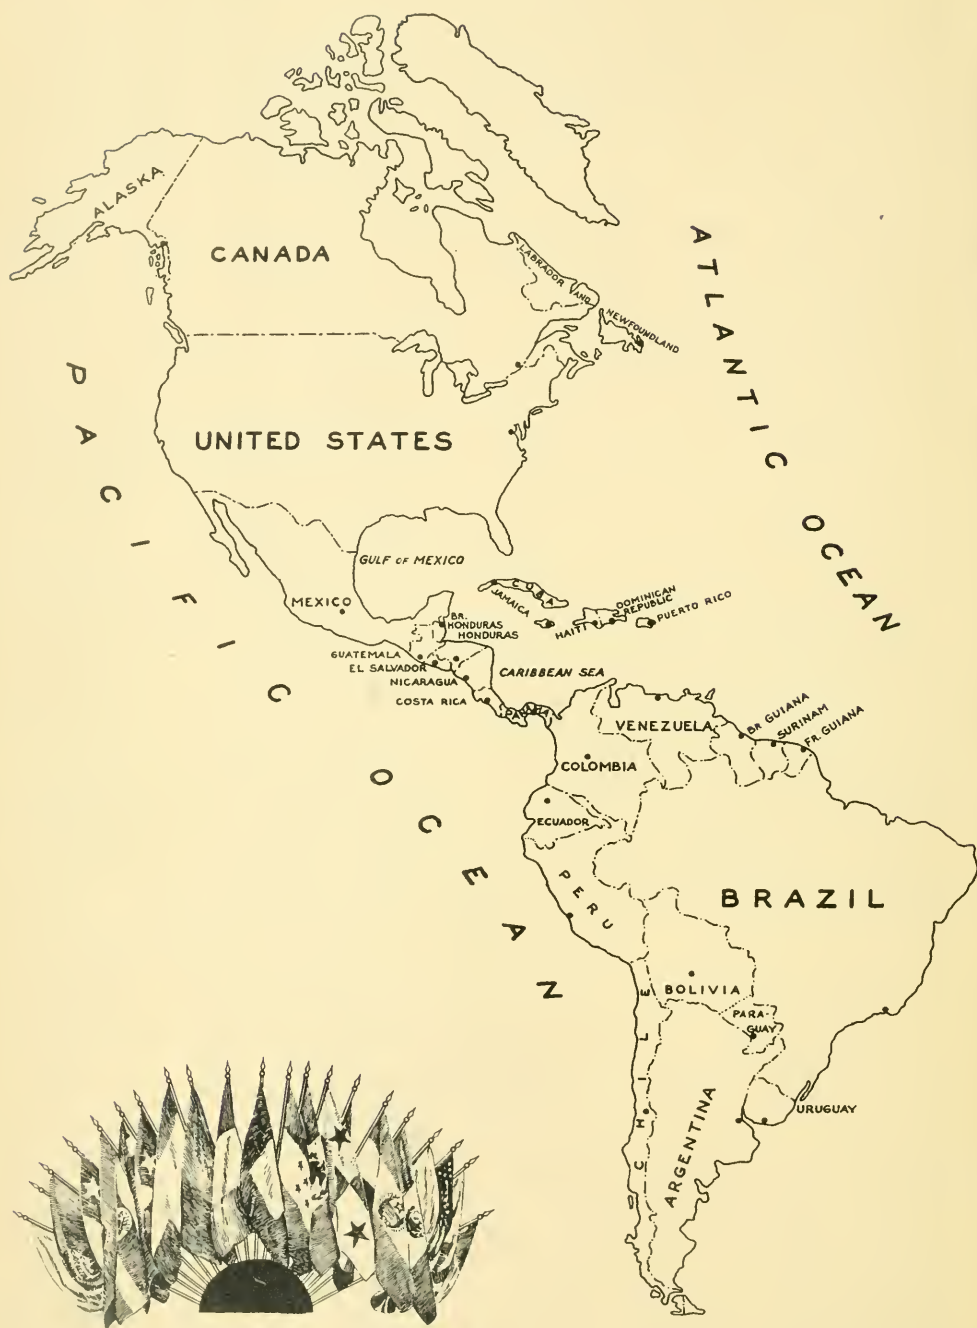 ALASKA
CANADA
LABRADOR AND
NEWFOUNDLAND
ATLANTIC OCEAN
PACIFIC OCEAN
UNITED STATES
GULF OF MEXICO
MEXICO
CUBA
JAMAICA
HAITI
DOMINICAN
REPUBLIC
PUERTO RICO
BR.
HONDURAS
HONDURAS
GUATEMALA
EL SALVADOR
NICARAGUA
COSTA RICA
CARIBBEAN SEA
PANAMA
VENEZUELA
BR. GUIANA
SURINAM
FR. GUIANA
COLOMBIA
ECUADOR
PERU
BRAZIL
BOLIVIA
PARA-
GUAY
CHILE
ARGENTINA
URUGUAY